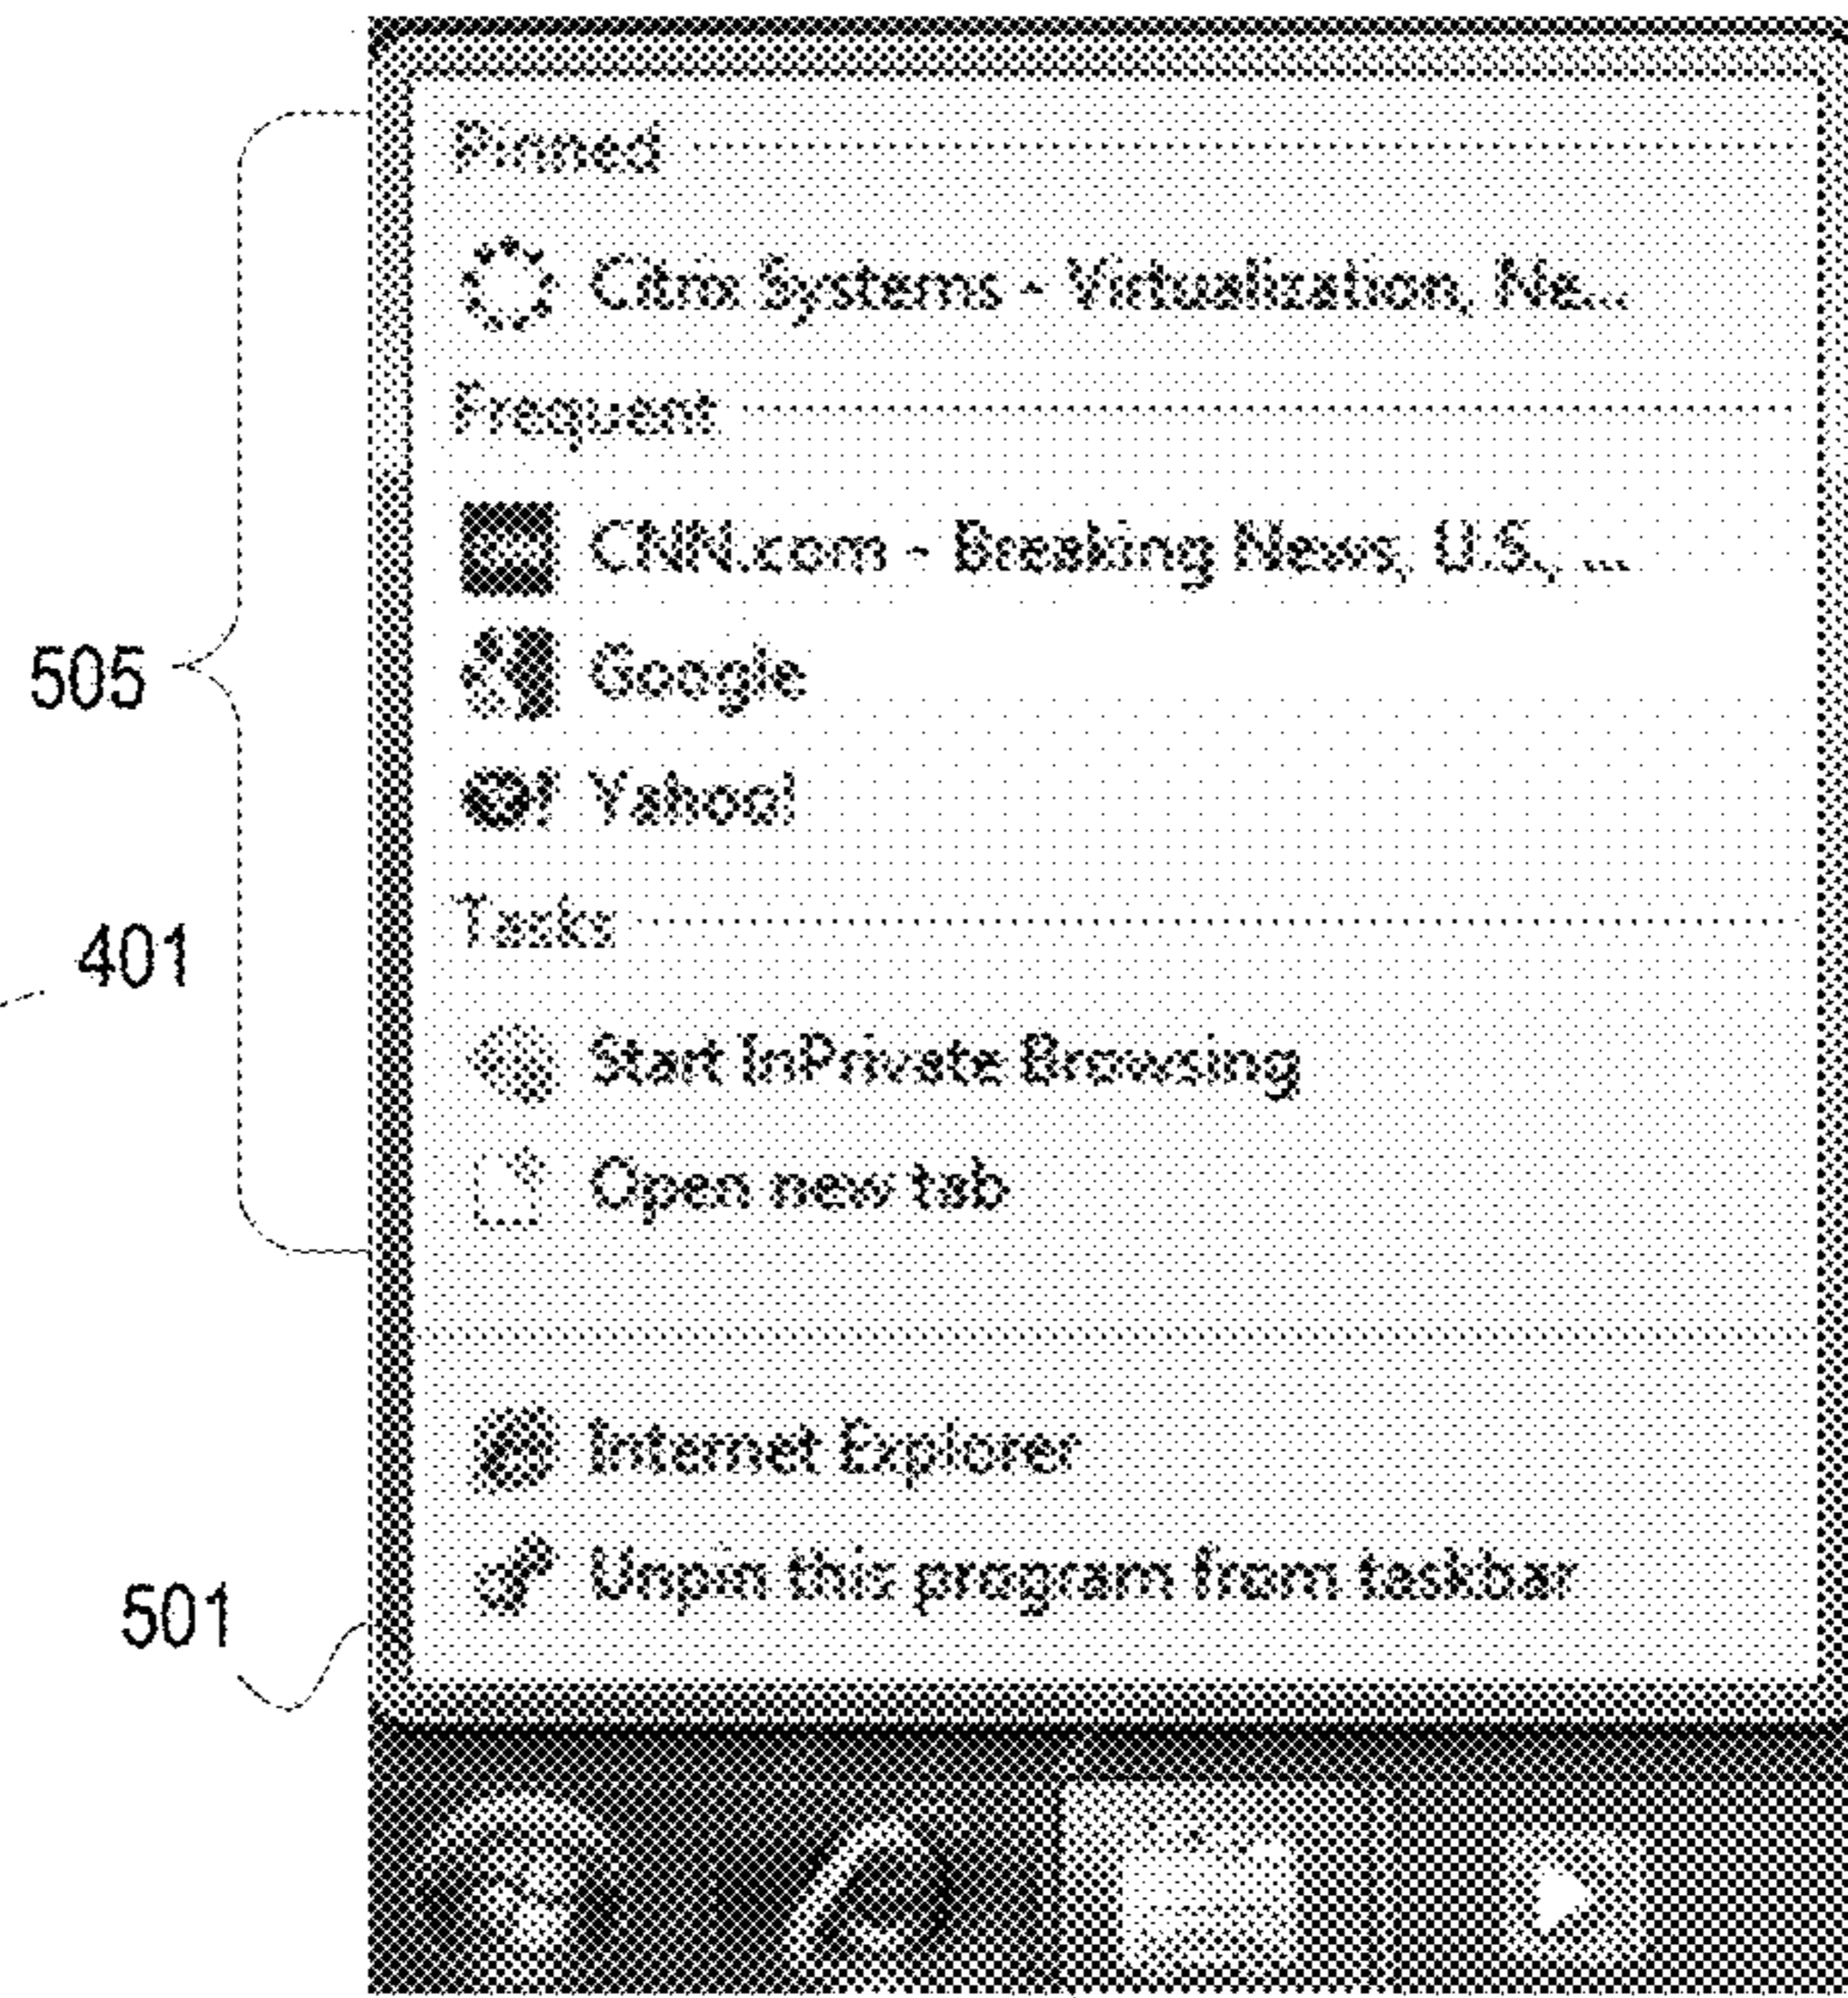 Pinned
Citrix Systems - Virtualization, Ne...
Frequent
CNN.com - Breaking News, U.S., ...
Google
505
Yahoo!
Tasks
401
Start InPrivate Browsing
Open new tab
Internet Explorer
Unpin this program from taskbar
501